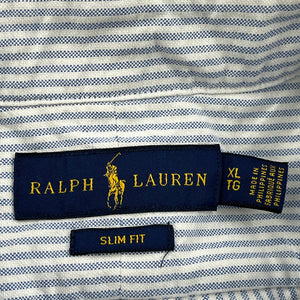 RALPH LAUREN
XL
TG
MADE IN
PHILIPPINES
FABRIQUÉ AUX
PHILIPPINES
SLIM FIT